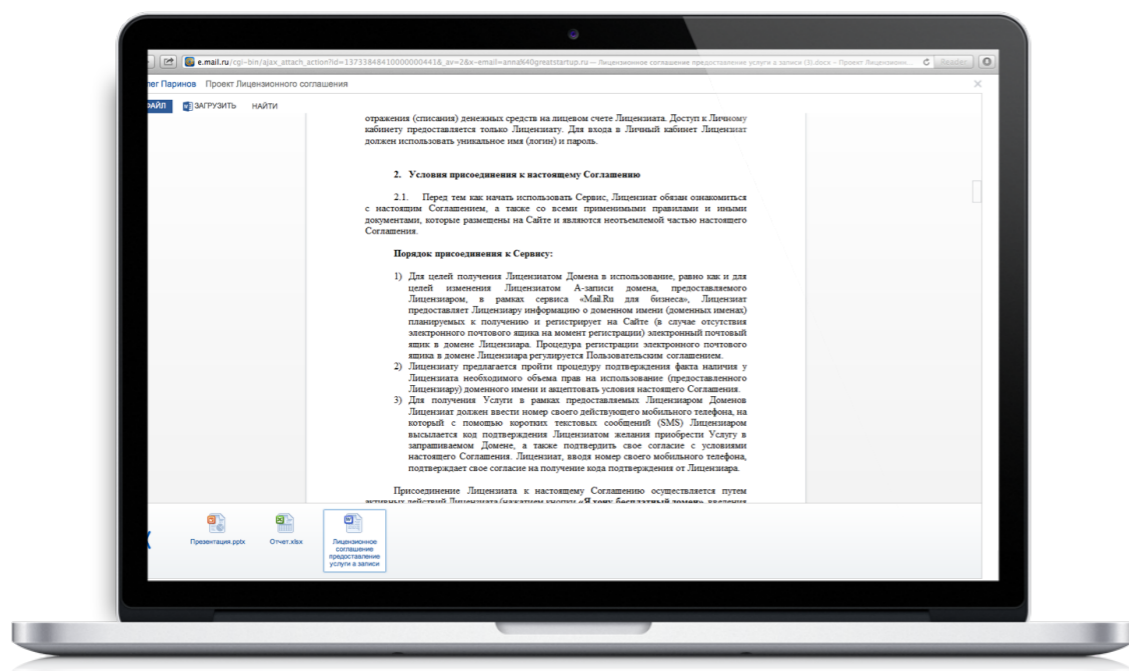 e.mail.ru/cgi-bin/ajax_attach_action?id=13733848410000000441&_av=2&x-email=anna%40greatstartup.ru — Лицензионное соглашение предоставление услуги а записи (3).docx – Проект Лицензионн...
Reader
лег Паринов Проект Лицензионного соглашения
АЙЛ ЗАГРУЗИТЬ НАЙТИ
отражения (списания) денежных средств на лицевом счете Лицензиата. Доступ к Личному
кабинету предоставляется только Лицензиату. Для входа в Личный кабинет Лицензиат
должен использовать уникальное имя (логин) и пароль.
2. Условия присоединения к настоящему Соглашению
2.1. Перед тем как начать использовать Сервис, Лицензиат обязан ознакомиться
с настоящим Соглашением, а также со всеми применимыми правилами и иными
документами, которые размещены на Сайте и являются неотъемлемой частью настоящего
Соглашения.
Порядок присоединения к Сервису:
1) Для целей получения Лицензиатом Домена в использование, равно как и для
целей изменения Лицензиатом А-записи домена, предоставляемого
Лицензиаром, в рамках сервиса «Mail.Ru для бизнеса», Лицензиат
предоставляет Лицензиару информацию о доменном имени (доменных именах)
планируемых к получению и регистрирует на Сайте (в случае отсутствия
электронного почтового ящика на момент регистрации) электронный почтовый
ящик в домене Лицензиара. Процедура регистрации электронного почтового
ящика в домене Лицензиара регулируется Пользовательским соглашением.
2) Лицензиату предлагается пройти процедуру подтверждения факта наличия у
Лицензиата необходимого объема прав на использование (предоставленного
Лицензиару) доменного имени и акцептовать условия настоящего Соглашения.
3) Для получения Услуги в рамках предоставляемых Лицензиаром Доменов
Лицензиат должен ввести номер своего действующего мобильного телефона, на
который с помощью коротких текстовых сообщений (SMS) Лицензиаром
высылается код подтверждения Лицензиатом желания приобрести Услугу в
запрашиваемом Домене, а также подтвердить свое согласие с условиями
настоящего Соглашения. Лицензиат, вводя номер своего мобильного телефона,
подтверждает свое согласие на получение кода подтверждения от Лицензиара.
Присоединение Лицензиата к настоящему Соглашению осуществляется путем
активных действий Лицензиата (нажатием кнопки «Я хочу бесплатный домен», введения
Презентация.pptx Отчет.xlsx Лицензионное
соглашение
предоставление
услуги а записи